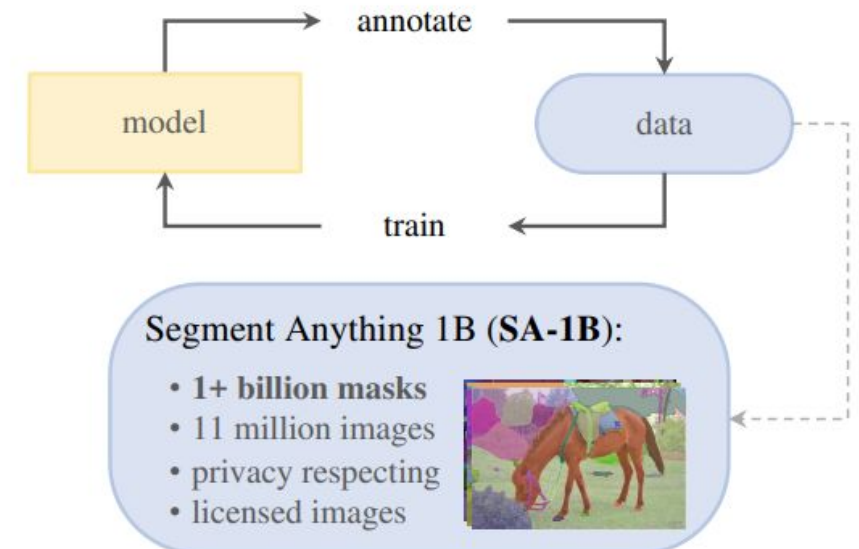 annotate
model
data
train
Segment Anything 1B (SA-1B):
• 1+ billion masks
• 11 million images
• privacy respecting
• licensed images